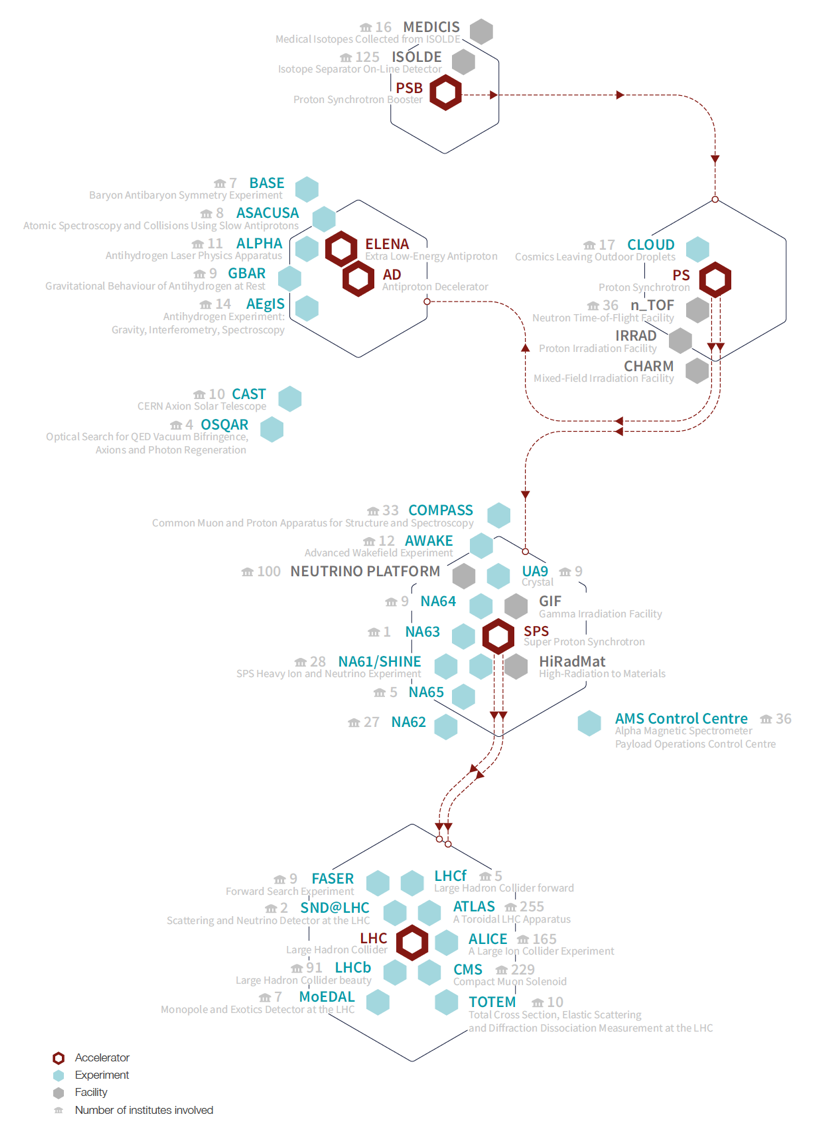 16 MEDICIS
Medical Isotopes Collected from ISOLDE
125 ISOLDE
Isotope Separator On-Line Detector
PSB
Proton Synchrotron Booster
7 BASE
Baryon Antibaryon Symmetry Experiment
8 ASACUSA
Atomic Spectroscopy and Collisions Using Slow Antiprotons
11 ALPHA
Antihydrogen Laser Physics Apparatus
9 GBAR
Gravitational Behaviour of Antihydrogen at Rest
14 AEgIS
Antihydrogen Experiment:
Gravity, Interferometry, Spectroscopy
ELENA
Extra Low-Energy Antiproton
AD
Antiproton Decelerator
17 CLOUD
Cosmics Leaving Outdoor Droplets
PS
Proton Synchrotron
36 n_TOF
Neutron Time-of-Flight Facility
IRRAD
Proton Irradiation Facility
CHARM
Mixed-Field Irradiation Facility
10 CAST
CERN Axion Solar Telescope
4 OSQAR
Optical Search for QED Vacuum Bifringence,
Axions and Photon Regeneration
33 COMPASS
Common Muon and Proton Apparatus for Structure and Spectroscopy
12 AWAKE
Advanced Wakefield Experiment
100 NEUTRINO PLATFORM
UA9 9
Crystal
9 NA64
GIF
Gamma Irradiation Facility
1 NA63
SPS
Super Proton Synchrotron
28 NA61/SHINE
SPS Heavy Ion and Neutrino Experiment
HiRadMat
High-Radiation to Materials
5 NA65
27 NA62
AMS Control Centre 36
Alpha Magnetic Spectrometer
Payload Operations Control Centre
9 FASER
Forward Search Experiment
LHCf 5
Large Hadron Collider forward
2 SND@LHC
Scattering and Neutrino Detector at the LHC
ATLAS 255
A Toroidal LHC Apparatus
LHC
Large Hadron Collider
ALICE 165
A Large Ion Collider Experiment
91 LHCb
Large Hadron Collider beauty
CMS 229
Compact Muon Solenoid
7 MoEDAL
Monopole and Exotics Detector at the LHC
TOTEM 10
Total Cross Section, Elastic Scattering
and Diffraction Dissociation Measurement at the LHC
Accelerator
Experiment
Facility
Number of institutes involved